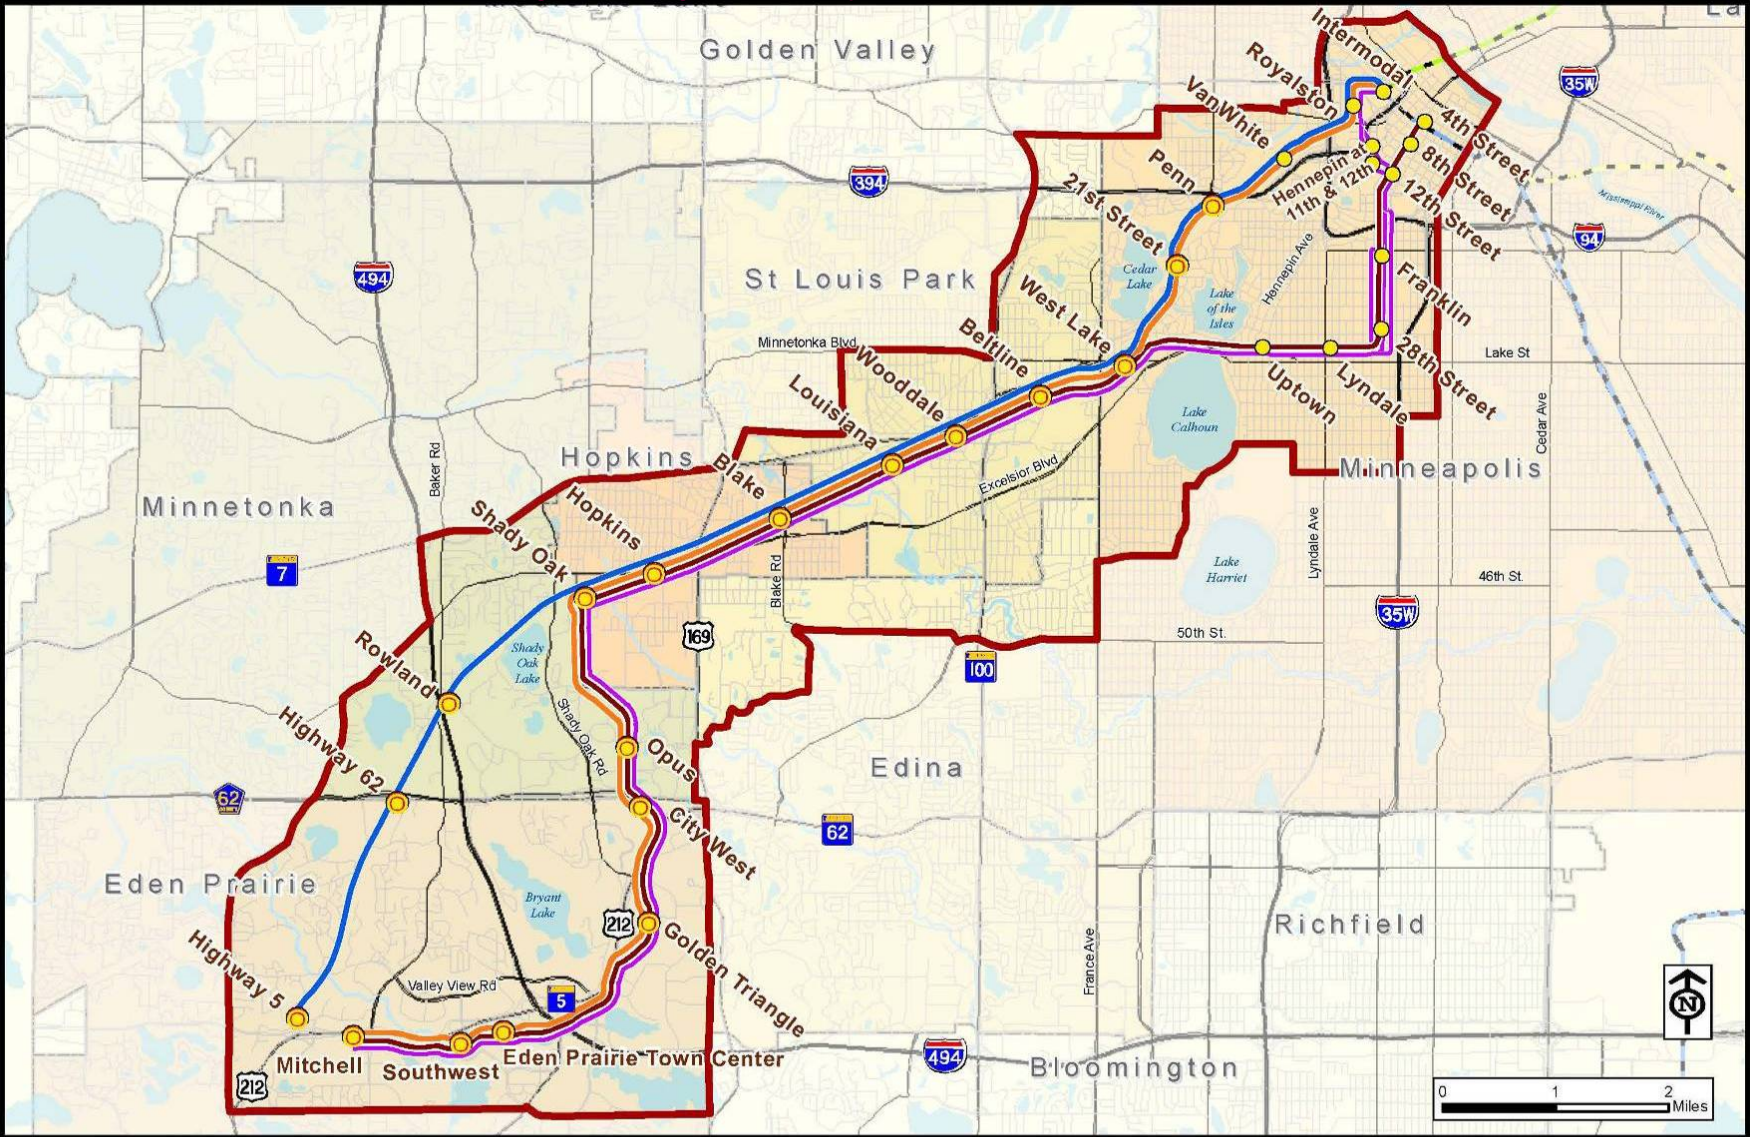 Golden Valley
La
Intermodal
Royalston
VanWhite
Penn
21st Street
West Lake
Beltline
Wooddale
Louisiana
Blake
Hopkins
Shady Oak
Rowland
Highway 62
Highway 5
Mitchell
Southwest
Eden Prairie Town Center
Golden Triangle
City West
Opus
4th Street
8th Street
12th Street
Hennepin at
11th & 12th
Franklin
28th Street
Lyndale
Uptown
35W
394
494
94
Mississippi River
Cedar
Lake
Lake
of the
Isles
Hennepin Ave
St Louis Park
Minnetonka Blvd
Lake St
Lake
Calhoun
Cedar Ave
Hopkins
Minneapolis
Baker Rd
Excelsior Blvd
Minnetonka
7
Blake Rd
Lake
Harriet
Lyndale Ave
46th St.
35W
50th St.
169
100
Shady
Oak
Lake
Shady Oak Rd
Edina
62
62
Eden Prairie
Bryant
Lake
212
Richfield
France Ave
Valley View Rd
5
N
494
Bloomington
212
0 1 2
Miles